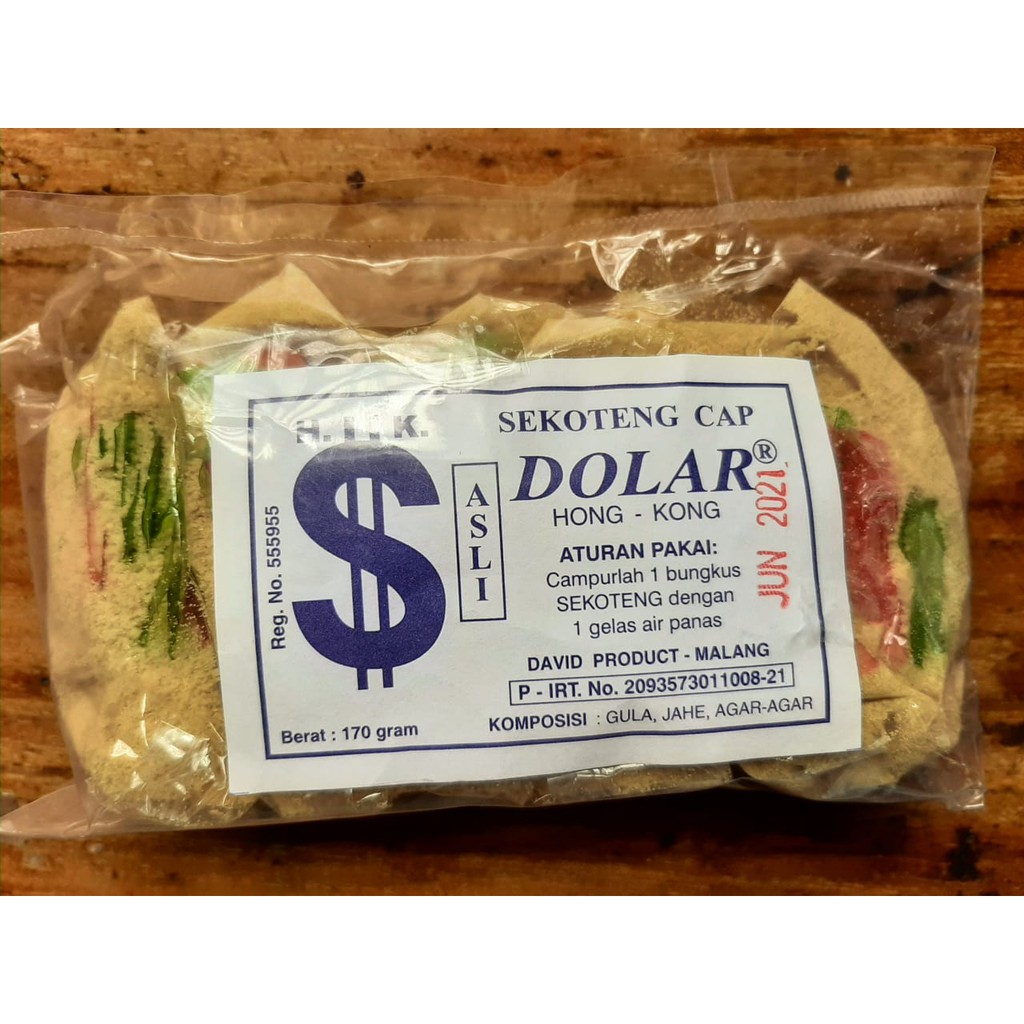 SEKOTENG CAP
DOLAR®
HONG - KONG
$
ASLI
Reg. No. 555955
JUN 2021
ATURAN PAKAI:
Campurlah 1 bungkus
SEKOTENG dengan
1 gelas air panas
DAVID PRODUCT - MALANG
P - IRT. No. 2093573011008-21
KOMPOSISI : GULA, JAHE, AGAR-AGAR
Berat : 170 gram